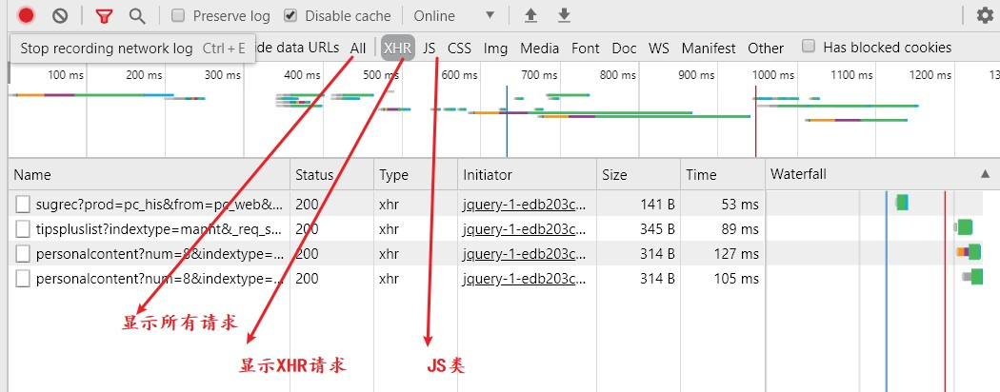 Preserve log Disable cache Online
Stop recording network log Ctrl + E de data URLs All XHR JS CSS Img Media Font Doc WS Manifest Other Has blocked cookies
100 ms 200 ms 300 ms 400 ms 500 ms 600 ms 700 ms 800 ms 900 ms 1000 ms 1100 ms 1200 ms 130
Name Status Type Initiator Size Time Waterfall
sugrec?prod=pc_his&from=pc_web&... 200 xhr jquery-1-edb203c... 141 B 53 ms
tipspluslist?indextype=manht&_req_s... 200 xhr jquery-1-edb203c... 345 B 89 ms
personalcontent?num=8&indextype=... 200 xhr jquery-1-edb203c... 314 B 127 ms
personalcontent?num=8&indextype=... 200 xhr jquery-1-edb203c... 314 B 105 ms
显示所有请求
显示XHR请求 JS类